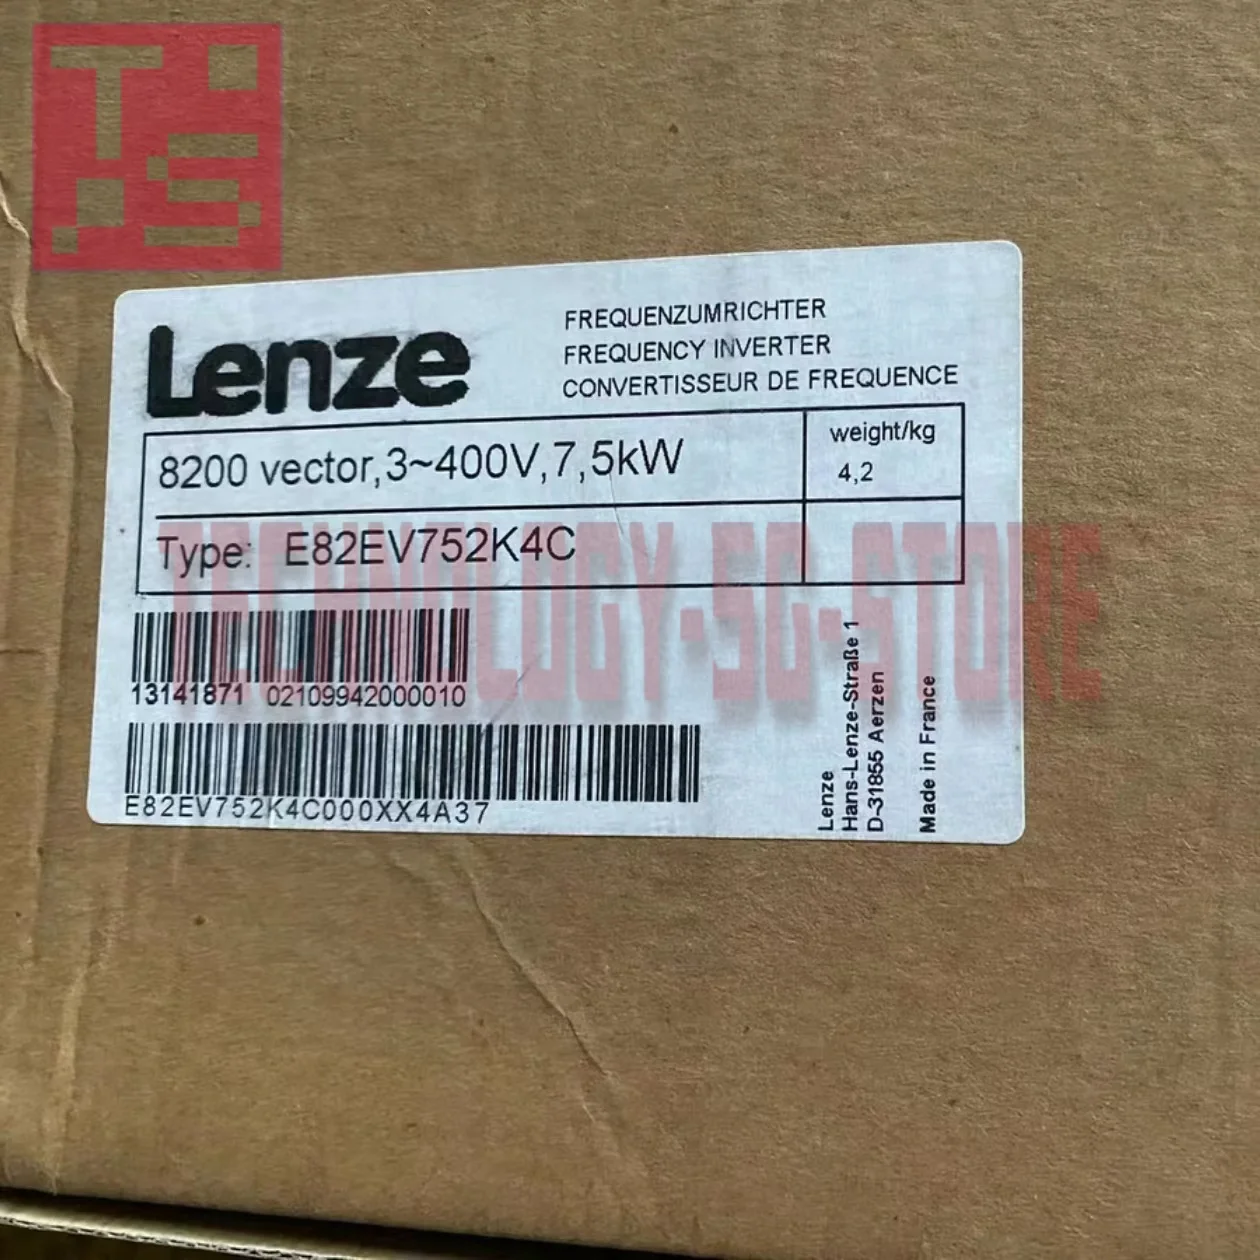 Lenze
FREQUENZUMRICHTER
FREQUENCY INVERTER
CONVERTISSEUR DE FREQUENCE
8200 vector,3~400V,7,5kW
weight/kg
4,2
Type: E82EV752K4C
TECHNOLOGY-SG-STORE
13141871 02109942000010
E82EV752K4C000XX4A37
Lenze
Hans-Lenze-Straße 1
D-31855 Aerzen
Made in France